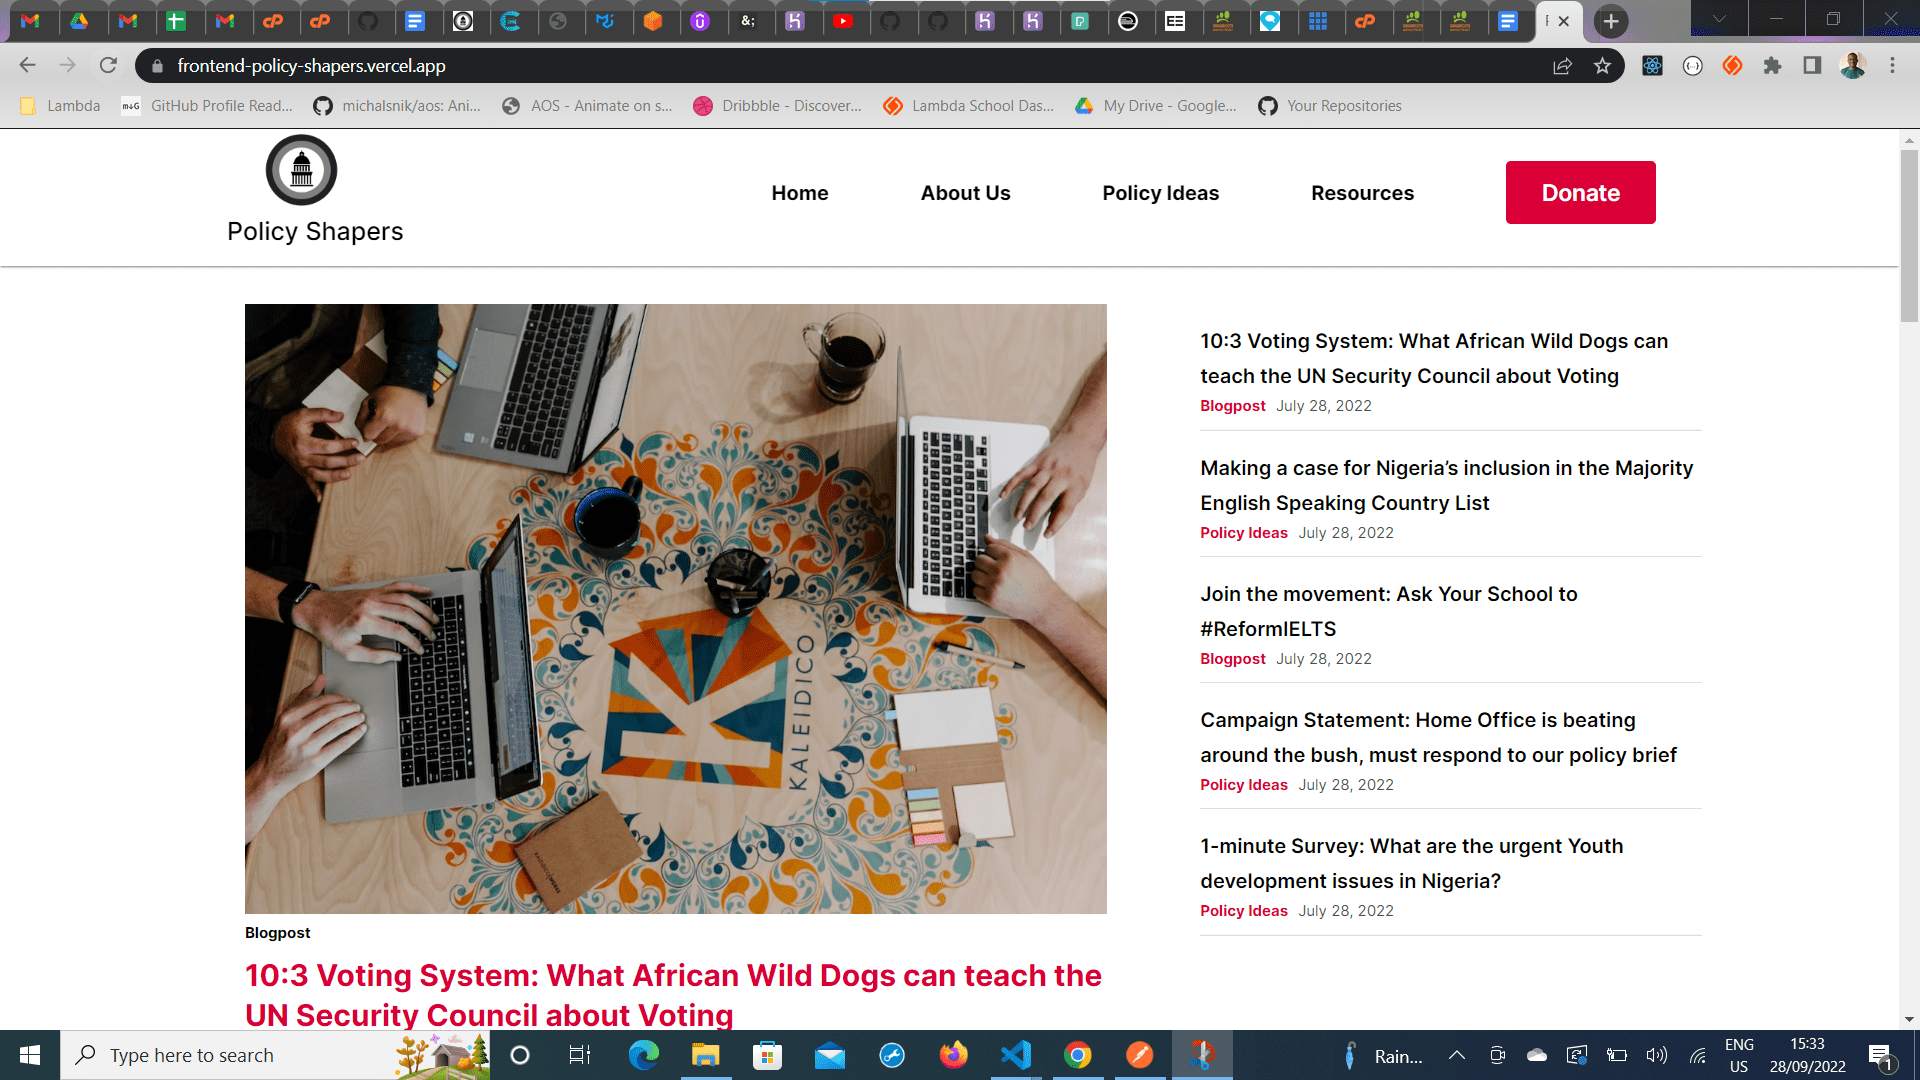 frontend-policy-shapers.vercel.app
Lambda
GitHub Profile Read...
michalsnik/aos: Ani...
AOS - Animate on s...
Dribbble - Discover...
Lambda School Das...
My Drive - Google...
Your Repositories
Policy Shapers
Home
About Us
Policy Ideas
Resources
Donate
KALEIDICO
Blogpost
10:3 Voting System: What African Wild Dogs can teach the
UN Security Council about Voting
10:3 Voting System: What African Wild Dogs can
teach the UN Security Council about Voting
Blogpost July 28, 2022
Making a case for Nigeria’s inclusion in the Majority
English Speaking Country List
Policy Ideas July 28, 2022
Join the movement: Ask Your School to
#ReformIELTS
Blogpost July 28, 2022
Campaign Statement: Home Office is beating
around the bush, must respond to our policy brief
Policy Ideas July 28, 2022
1-minute Survey: What are the urgent Youth
development issues in Nigeria?
Policy Ideas July 28, 2022
Type here to search
Rain...
ENG
US
15:33
28/09/2022
1